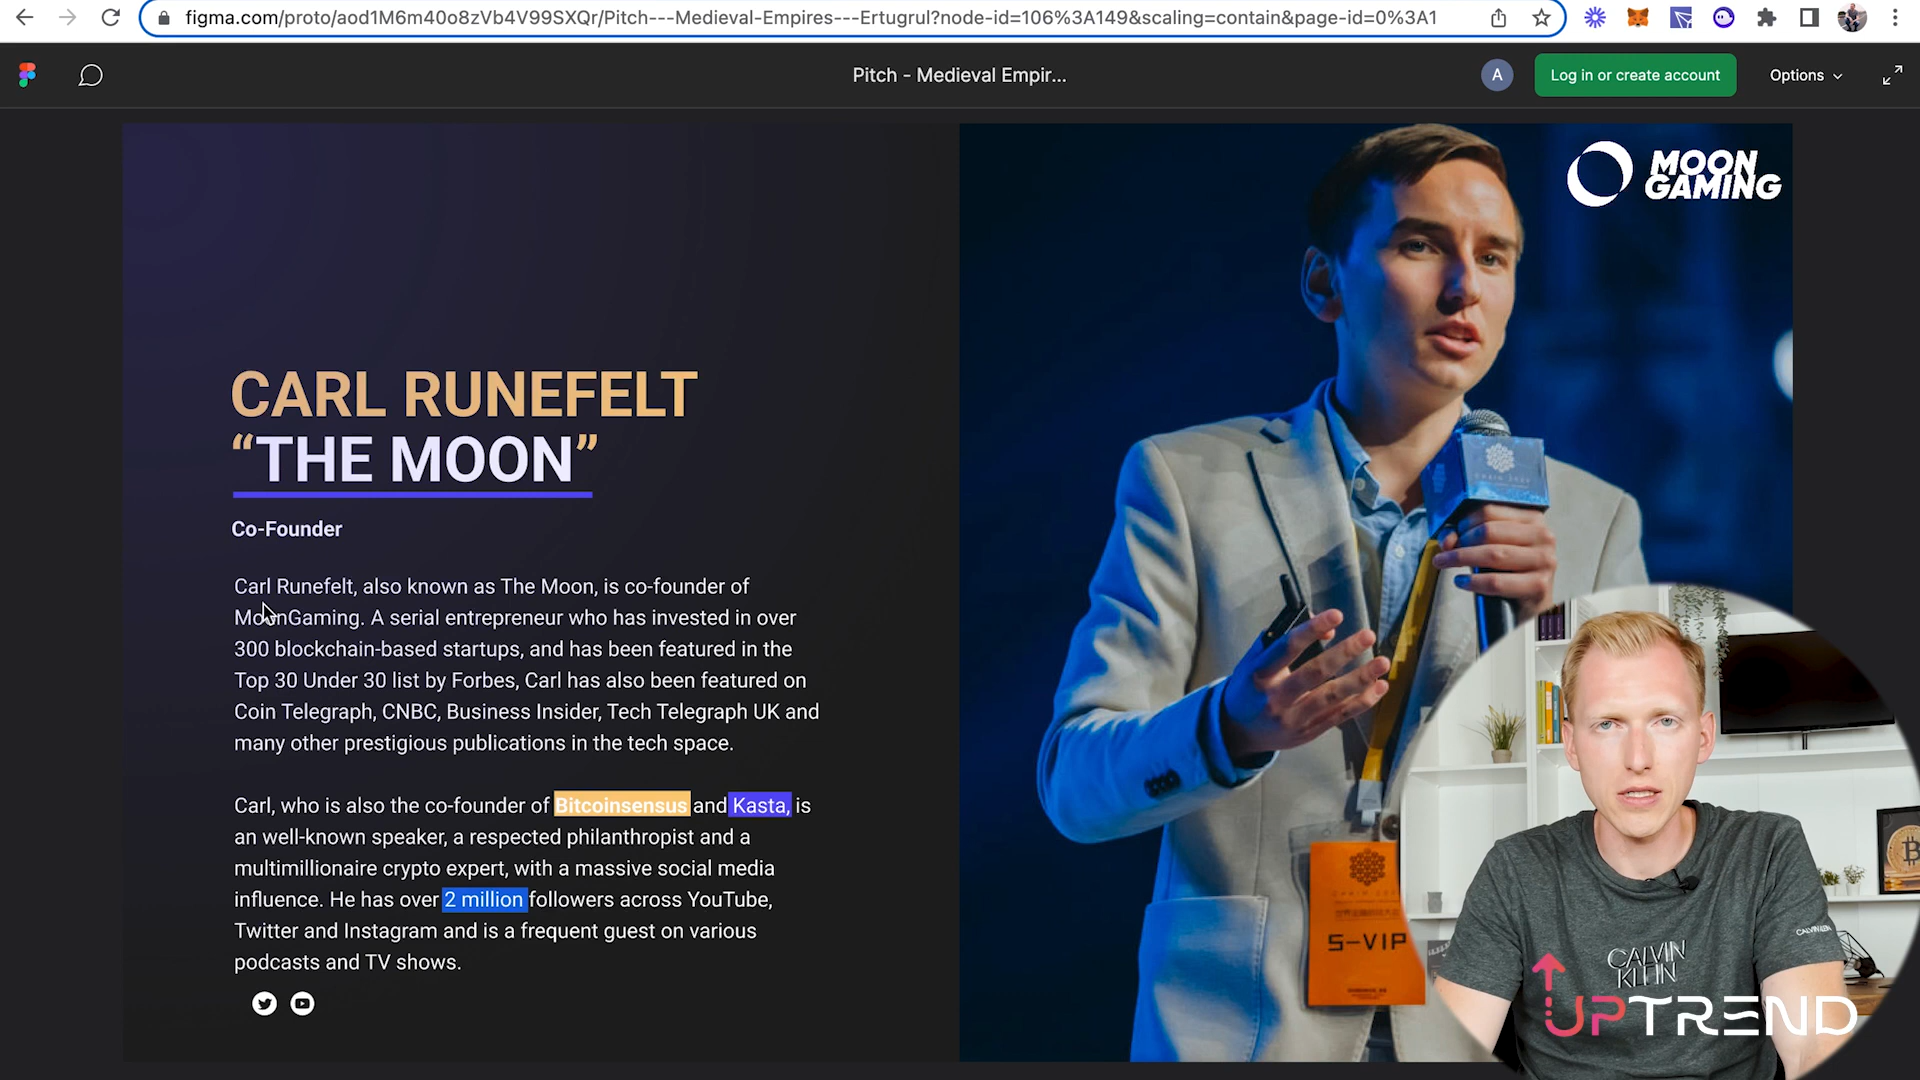 figma.com/proto/aod1M6m40o8zVb4V99SXQr/Pitch---Medieval-Empires---Ertugrul?node-id=106%3A149&scaling=contain&page-id=0%3A1
Pitch - Medieval Empir...
A
Log in or create account
Options
MOON
GAMING
CARL RUNEFELT
“THE MOON”
Co-Founder
Carl Runefelt, also known as The Moon, is co-founder of
MoonGaming. A serial entrepreneur who has invested in over
300 blockchain-based startups, and has been featured in the
Top 30 Under 30 list by Forbes, Carl has also been featured on
Coin Telegraph, CNBC, Business Insider, Tech Telegraph UK and
many other prestigious publications in the tech space.
Carl, who is also the co-founder of Bitcoinsensus and Kasta, is
an well-known speaker, a respected philanthropist and a
multimillionaire crypto expert, with a massive social media
influence. He has over 2 million followers across YouTube,
Twitter and Instagram and is a frequent guest on various
podcasts and TV shows.
S-VIP
CALVIN
KLEIN
UPTREND